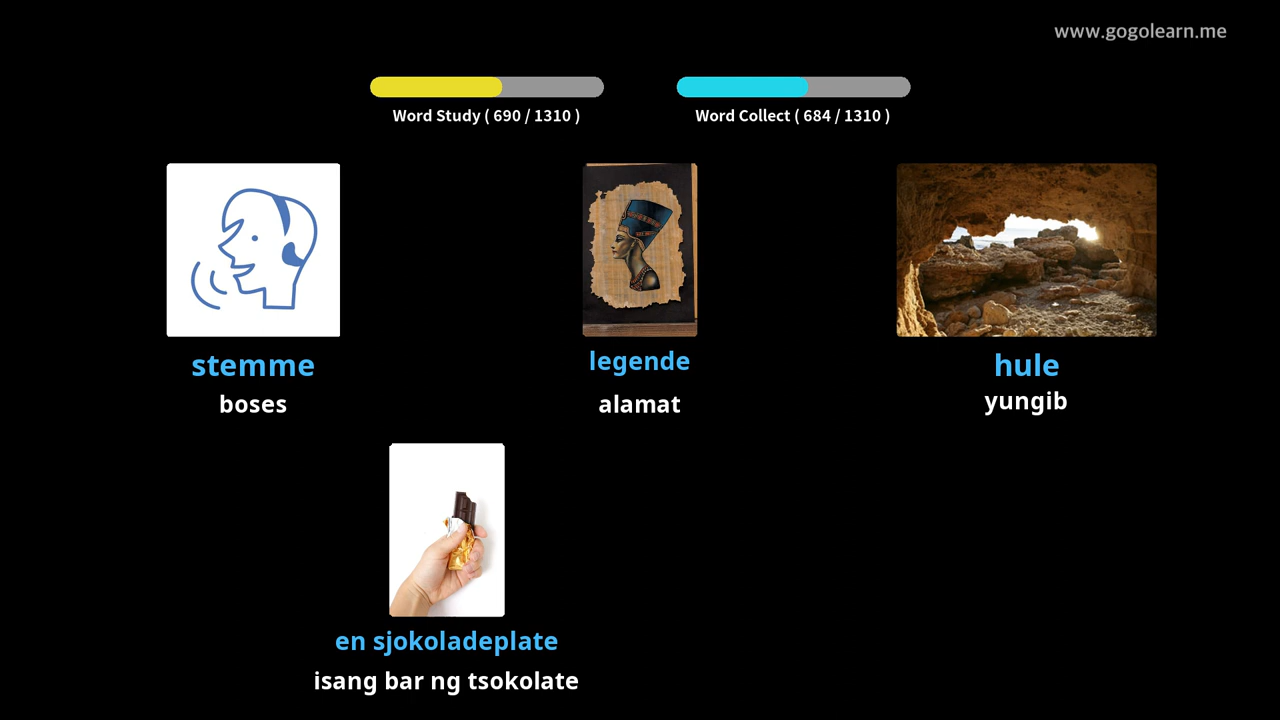 www.gogolearn.me
Word Study ( 690 / 1310 )
Word Collect ( 684 / 1310 )
stemme
boses
legende
alamat
hule
yungib
en sjokoladeplate
isang bar ng tsokolate